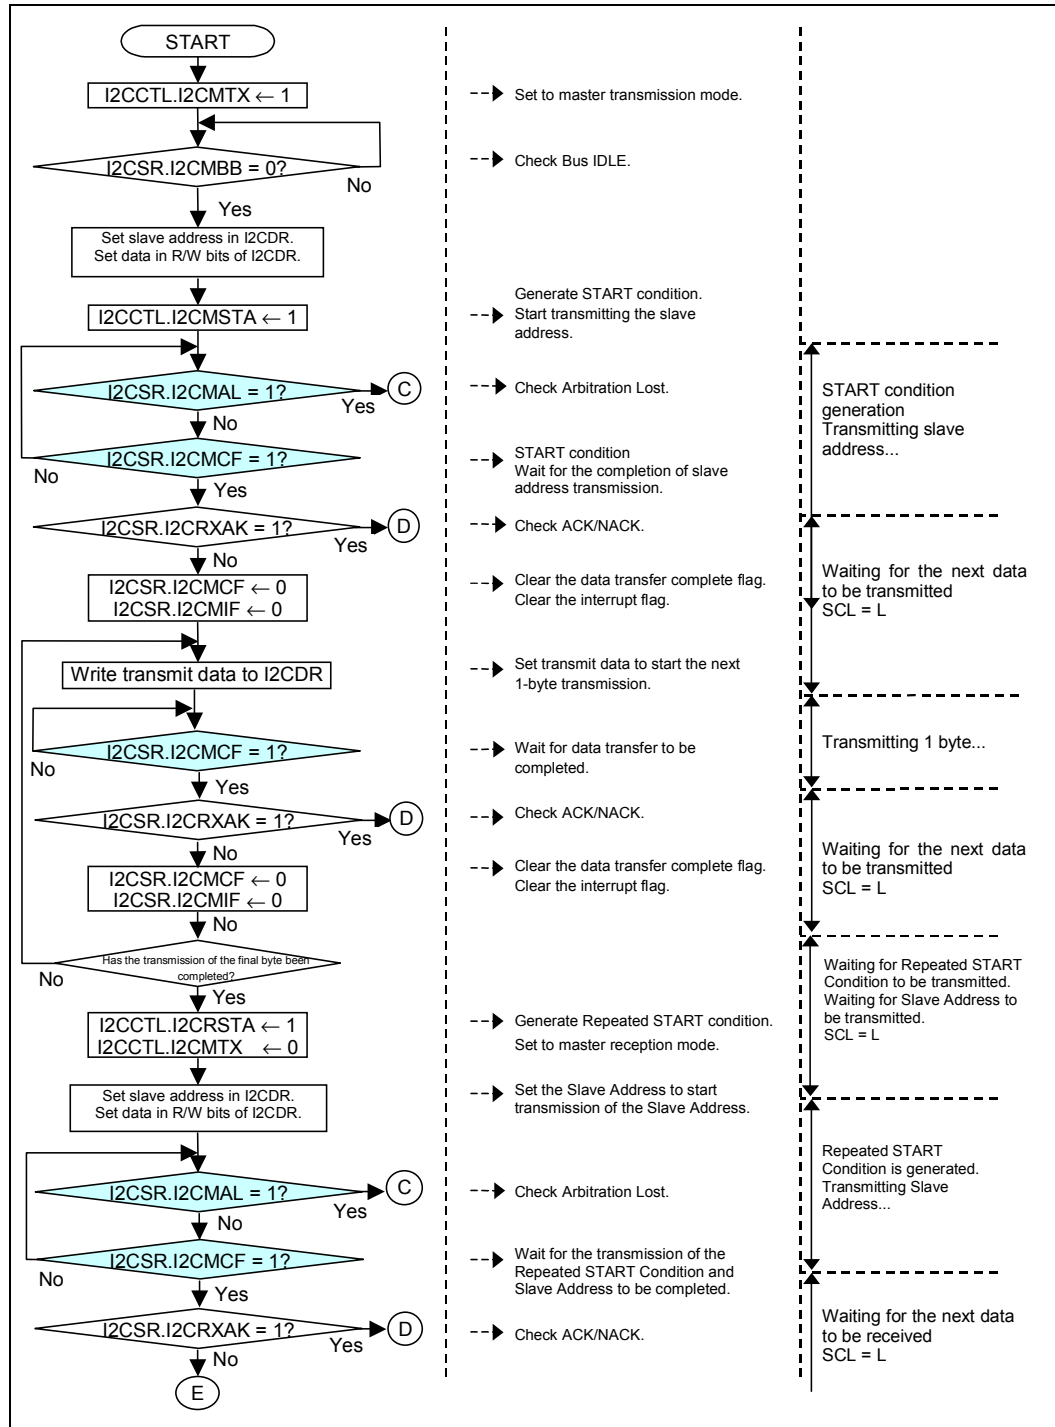 START
I2CCTL.I2CMTX ← 1
Set to master transmission mode.
I2CSR.I2CMBB = 0?
No
Check Bus IDLE.
Yes
Set slave address in I2CDR.
Set data in R/W bits of I2CDR.
I2CCTL.I2CMSTA ← 1
Generate START condition.
Start transmitting the slave
address.
I2CSR.I2CMAL = 1?
Yes
C
No
Check Arbitration Lost.
START condition
generation
Transmitting slave
address...
I2CSR.I2CMCF = 1?
No
Yes
START condition
Wait for the completion of slave
address transmission.
I2CSR.I2CRXAK = 1?
Yes
D
No
Check ACK/NACK.
I2CSR.I2CMCF ← 0
I2CSR.I2CMIF ← 0
Clear the data transfer complete flag.
Clear the interrupt flag.
Waiting for the next data
to be transmitted
SCL = L
Write transmit data to I2CDR
Set transmit data to start the next
1-byte transmission.
I2CSR.I2CMCF = 1?
No
Yes
Wait for data transfer to be
completed.
Transmitting 1 byte...
I2CSR.I2CRXAK = 1?
Yes
D
No
Check ACK/NACK.
I2CSR.I2CMCF ← 0
I2CSR.I2CMIF ← 0
No
Clear the data transfer complete flag.
Clear the interrupt flag.
Waiting for the next data
to be transmitted
SCL = L
Has the transmission of the final byte been
completed?
No
Yes
Waiting for Repeated START
Condition to be transmitted.
Waiting for Slave Address to
be transmitted.
SCL = L
I2CCTL.I2CRSTA ← 1
I2CCTL.I2CMTX ← 0
Generate Repeated START condition.
Set to master reception mode.
Set slave address in I2CDR.
Set data in R/W bits of I2CDR.
Set the Slave Address to start
transmission of the Slave Address.
I2CSR.I2CMAL = 1?
Yes
C
No
Check Arbitration Lost.
Repeated START
Condition is generated.
Transmitting Slave
Address...
I2CSR.I2CMCF = 1?
No
Yes
Wait for the transmission of the
Repeated START Condition and
Slave Address to be completed.
I2CSR.I2CRXAK = 1?
Yes
D
No
Check ACK/NACK.
Waiting for the next data
to be received
SCL = L
E